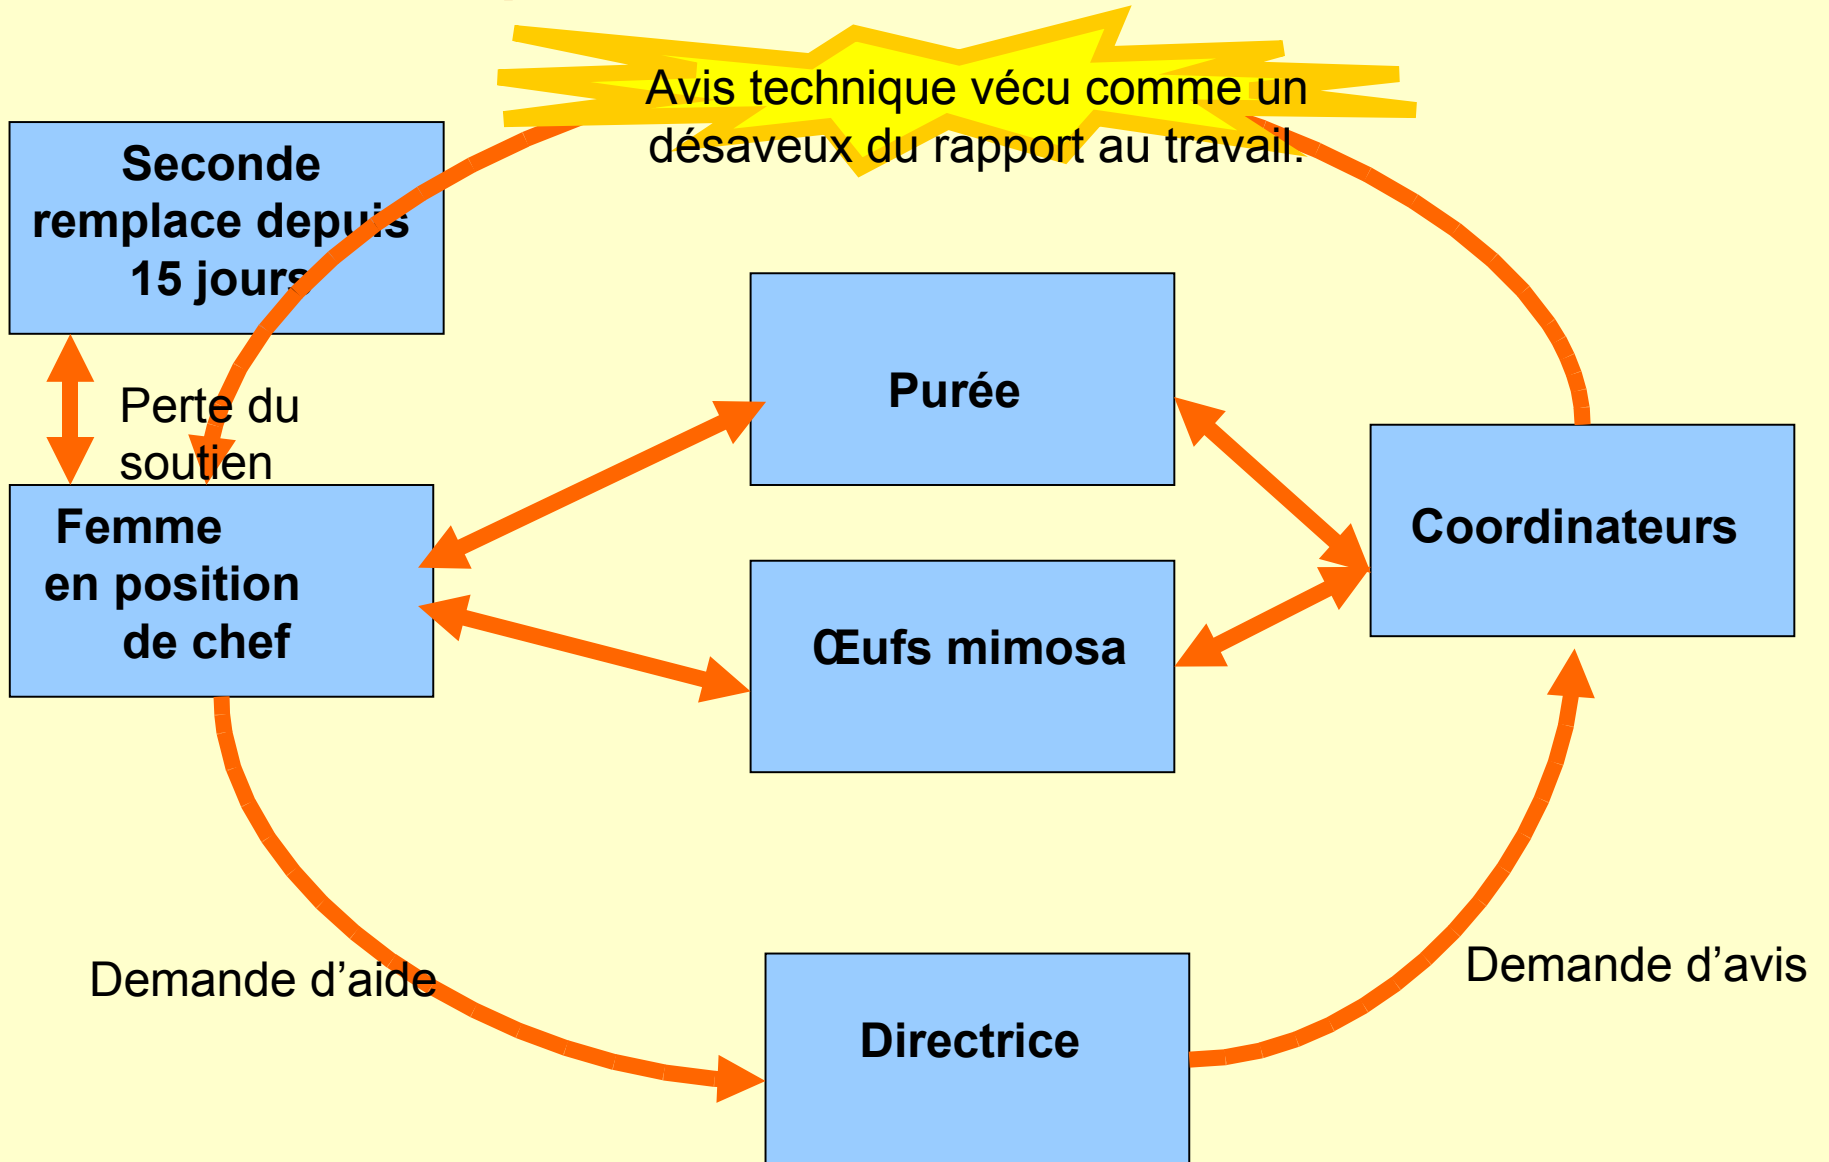 Avis technique vécu comme un
désaveux du rapport au travail.
Seconde
remplace depuis
15 jours
Perte du
soutien
Purée
Femme
en position
de chef
Coordinateurs
Œufs mimosa
Demande d’aide
Demande d’avis
Directrice